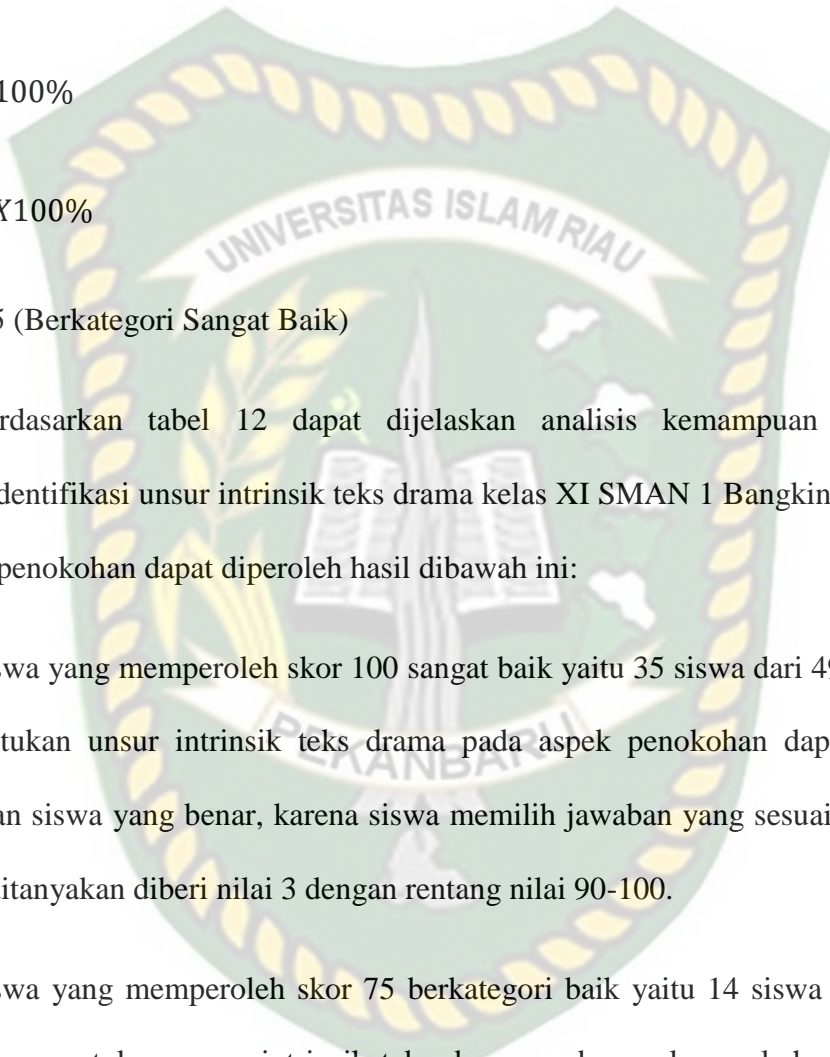 100%
X100%
5 (Berkategori Sangat Baik)
rdasarkan tabel 12 dapat dijelaskan analisis kemampuan
dentifikasi unsur intrinsik teks drama kelas XI SMAN 1 Bangkin
penokohan dapat diperoleh hasil dibawah ini:
swa yang memperoleh skor 100 sangat baik yaitu 35 siswa dari 49
tukan unsur intrinsik teks drama pada aspek penokohan dap
an siswa yang benar, karena siswa memilih jawaban yang sesuai
ditanyakan diberi nilai 3 dengan rentang nilai 90-100.
swa yang memperoleh skor 75 berkategori baik yaitu 14 siswa
UNIVERSITAS ISLAM RIAU
PEKANBARU